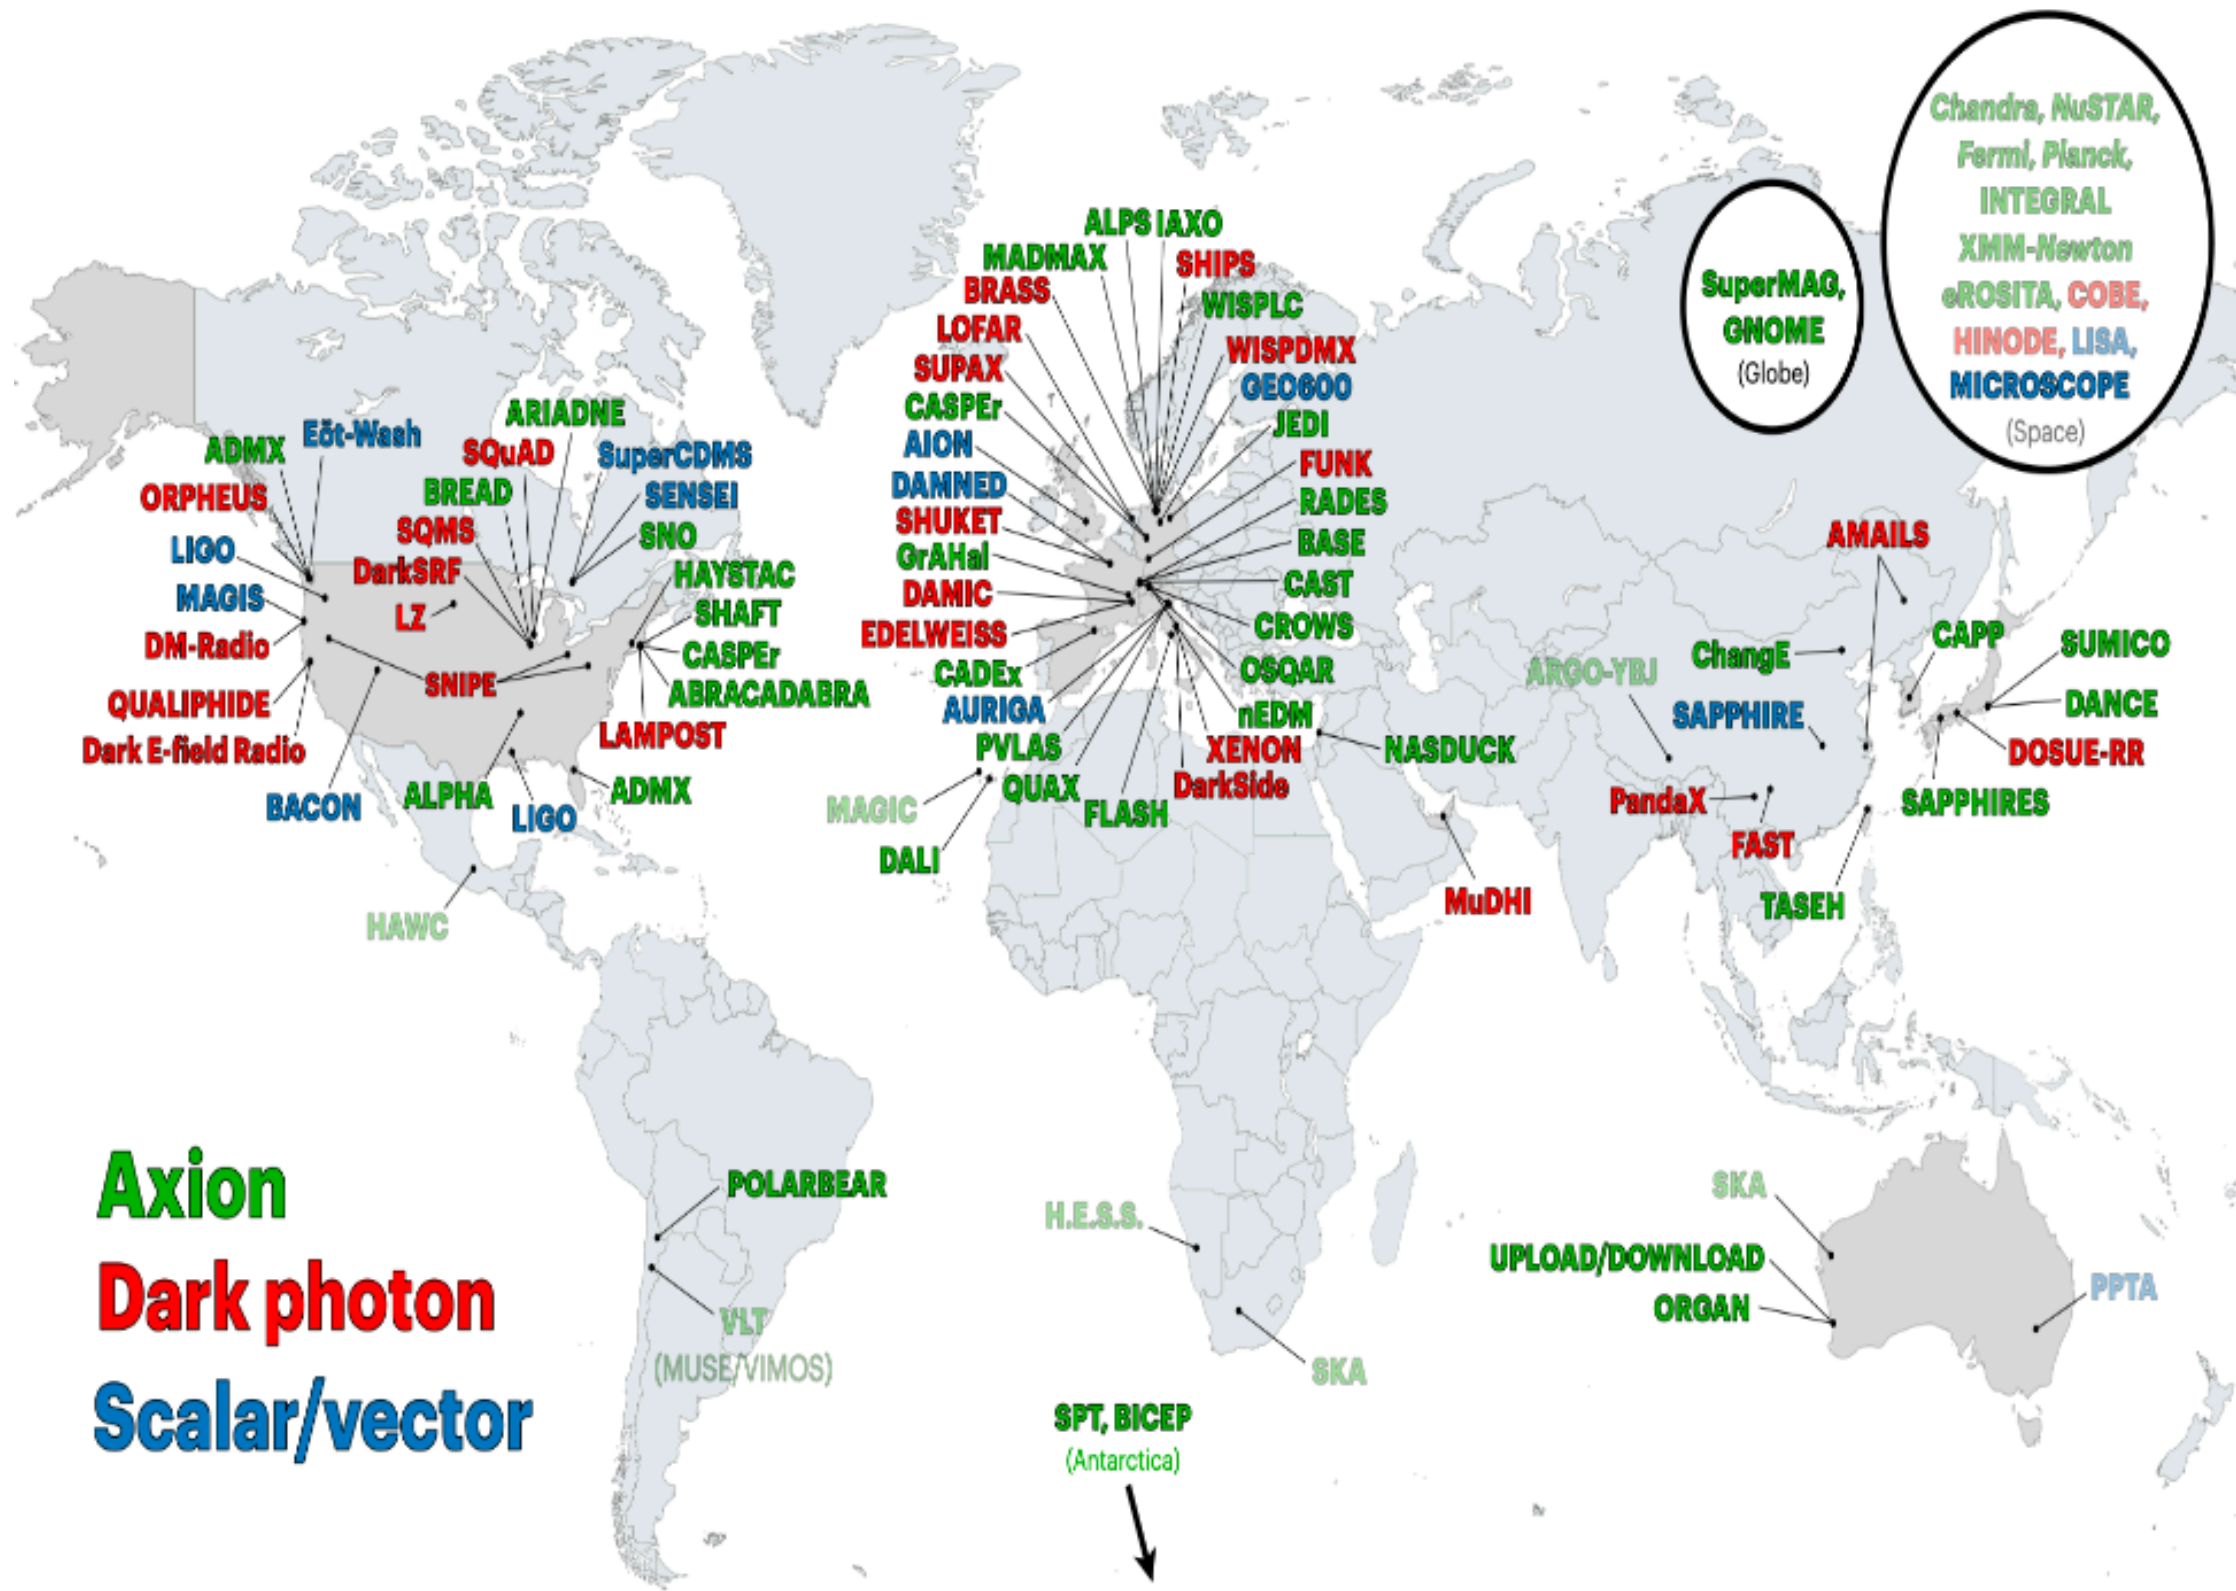 Chandra, NuSTAR,
Fermi, Planck,
INTEGRAL
XMM-Newton
eROSITA, COBE,
HINODE, LISA,
MICROSCOPE
(Space)
SuperMAG,
GNOME
(Globe)
ADMX
Eöt-Wash
ORPHEUS
LIGO
MAGIS
DM-Radio
QUALIPHIDE
Dark E-field Radio
BACON
ARIADNE
SQuAD
BREAD
SQMS
DarkSRF
LZ
SNIPE
ALPHA
LIGO
ADMX
SuperCDMS
SENSEI
SNO
HAYSTAC
SHAFT
CASPEr
ABRACADABRA
LAMPOST
HAWC
ALPS
IAXO
MADMAX
SHIPS
BRASS
WISPLC
LOFAR
WISPDMX
SUPAX
GEO600
CASPEr
JEDI
AION
FUNK
DAMNED
RADES
SHUKET
BASE
GrAHal
CAST
DAMIC
CROWS
EDELWEISS
OSQAR
CADEx
nEDM
AURIGA
XENON
PVLAS
DarkSide
QUAX
FLASH
NASDUCK
MAGIC
DALI
MuDHI
AMAILS
ChangE
CAPP
SUMICO
ARGO-YBJ
SAPPHIRE
DANCE
DOSUE-RR
PandaX
SAPPHIRES
FAST
TASEH
POLARBEAR
VLT
(MUSE/VIMOS)
H.E.S.S.
SKA
SKA
UPLOAD/DOWNLOAD
ORGAN
PPTA
SPT, BICEP
(Antarctica)
Axion
Dark photon
Scalar/vector